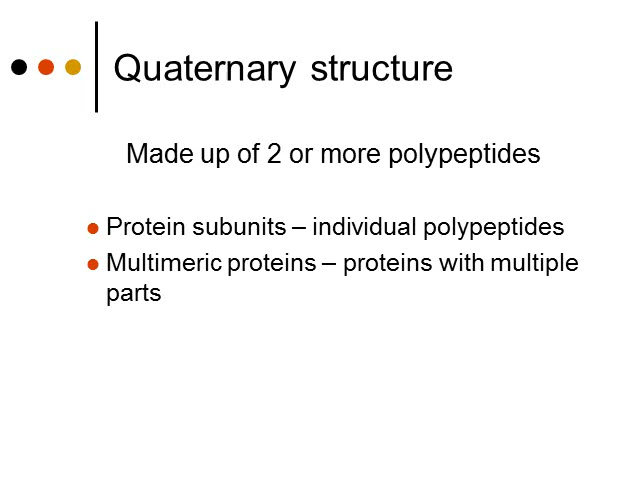 Quaternary structure
Made up of 2 or more polypeptides
Protein subunits – individual polypeptides
Multimeric proteins – proteins with multiple
parts